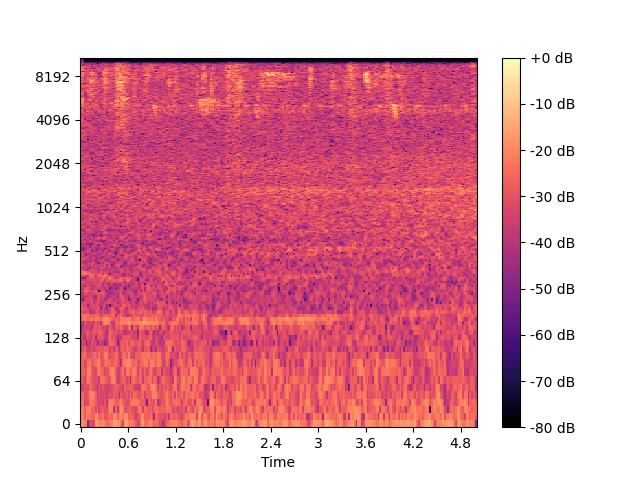 8192
4096
2048
1024
512
256
128
64
0
Hz
0 0.6 1.2 1.8 2.4 3 3.6 4.2 4.8
Time
+0 dB
-10 dB
-20 dB
-30 dB
-40 dB
-50 dB
-60 dB
-70 dB
-80 dB